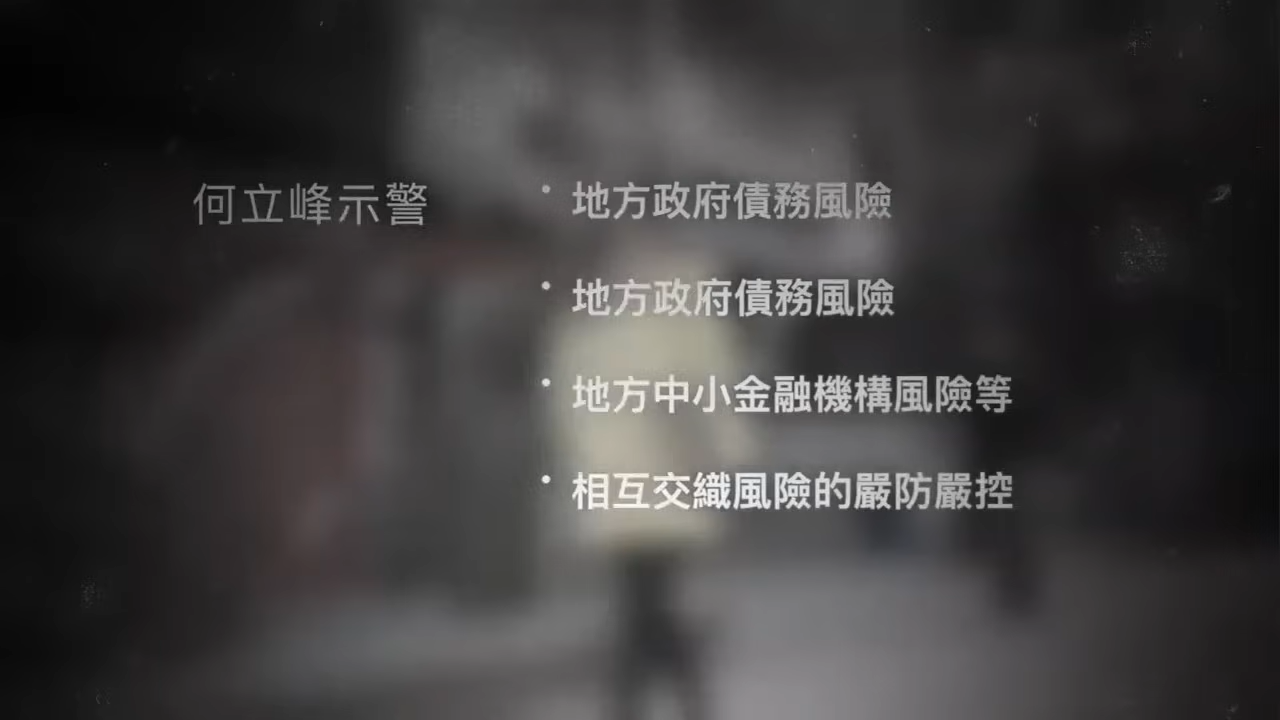 何立峰示警
• 地方政府債務風險
• 地方政府債務風險
• 地方中小金融機構風險等
• 相互交織風險的嚴防嚴控